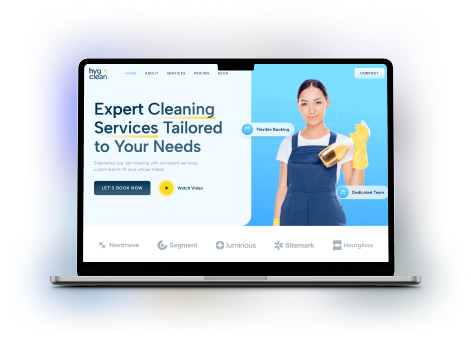 hyg
clean
HOME
ABOUT
SERVICES
PRICING
BLOG
CONTACT
Expert Cleaning
Services Tailored
to Your Needs
Experience top-tier cleaning with our expert services,
customized to fit your unique needs.
LET'S BOOK NOW
Watch Video
Flexible Booking
Dedicated Team
Nextmove
Segment
luminous
Sitemark
Hourglass